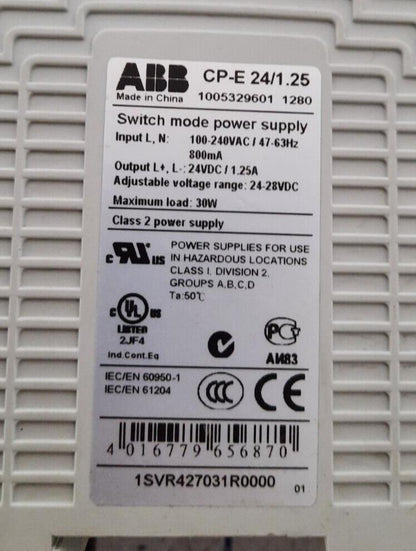 ABB CP-E 24/1.25
Made in China 1005329601 1280
Switch mode power supply
Input L, N: 100-240VAC / 47-63Hz
800mA
Output L+, L-: 24VDC / 1.25A
Adjustable voltage range: 24-28VDC
Maximum load: 30W
Class 2 power supply
POWER SUPPLIES FOR USE
IN HAZARDOUS LOCATIONS
CLASS I, DIVISION 2,
GROUPS A,B,C,D
Ta:50℃
c UR US
c UL US
LISTED
2JF4
Ind.Cont.Eq
РС
АИ83
IEC/EN 60950-1
IEC/EN 61204
CCC CE
4 016779 656870
1SVR427031R0000 01